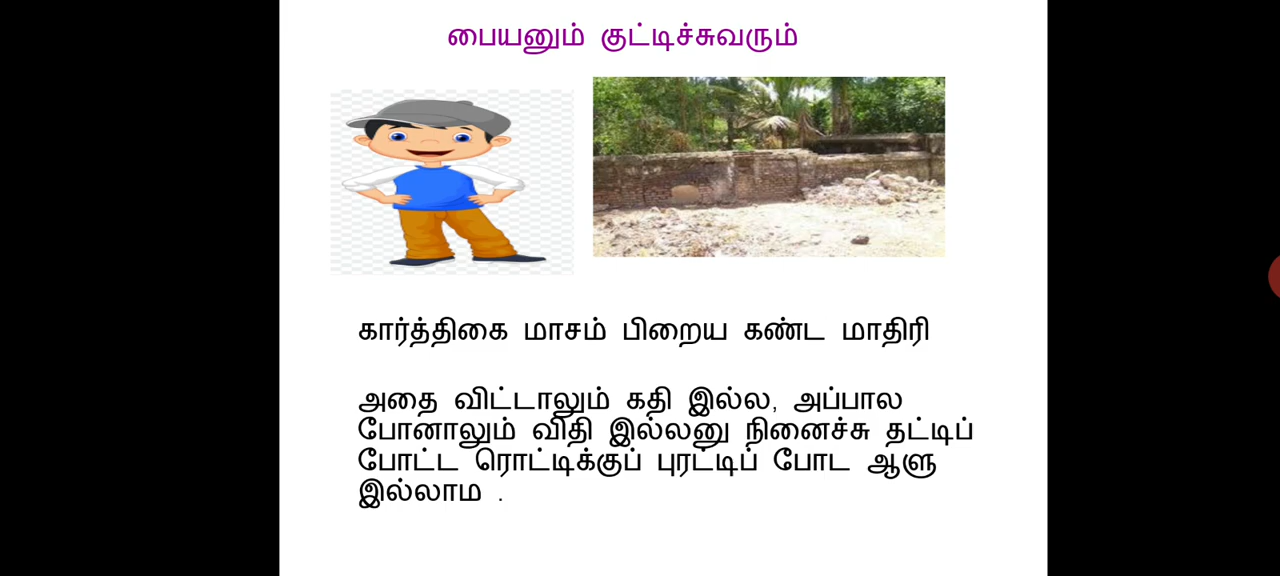 பையனும் குட்டிச்சுவரும்
கார்த்திகை மாசம் பிறைய கண்ட மாதிரி
அதை விட்டாலும் கதி இல்ல, அப்பால
போனாலும் விதி இல்லனு நினைச்சு தட்டிப்
போட்ட ரொட்டிக்குப் புரட்டிப் போட ஆளு
இல்லாம .